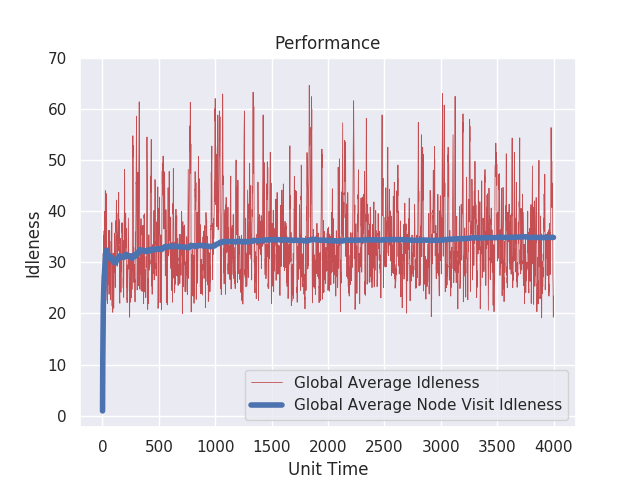 Performance
70
60
50
40
30
20
10
0
Idleness
Global Average Idleness
Global Average Node Visit Idleness
0 500 1000 1500 2000 2500 3000 3500 4000
Unit Time